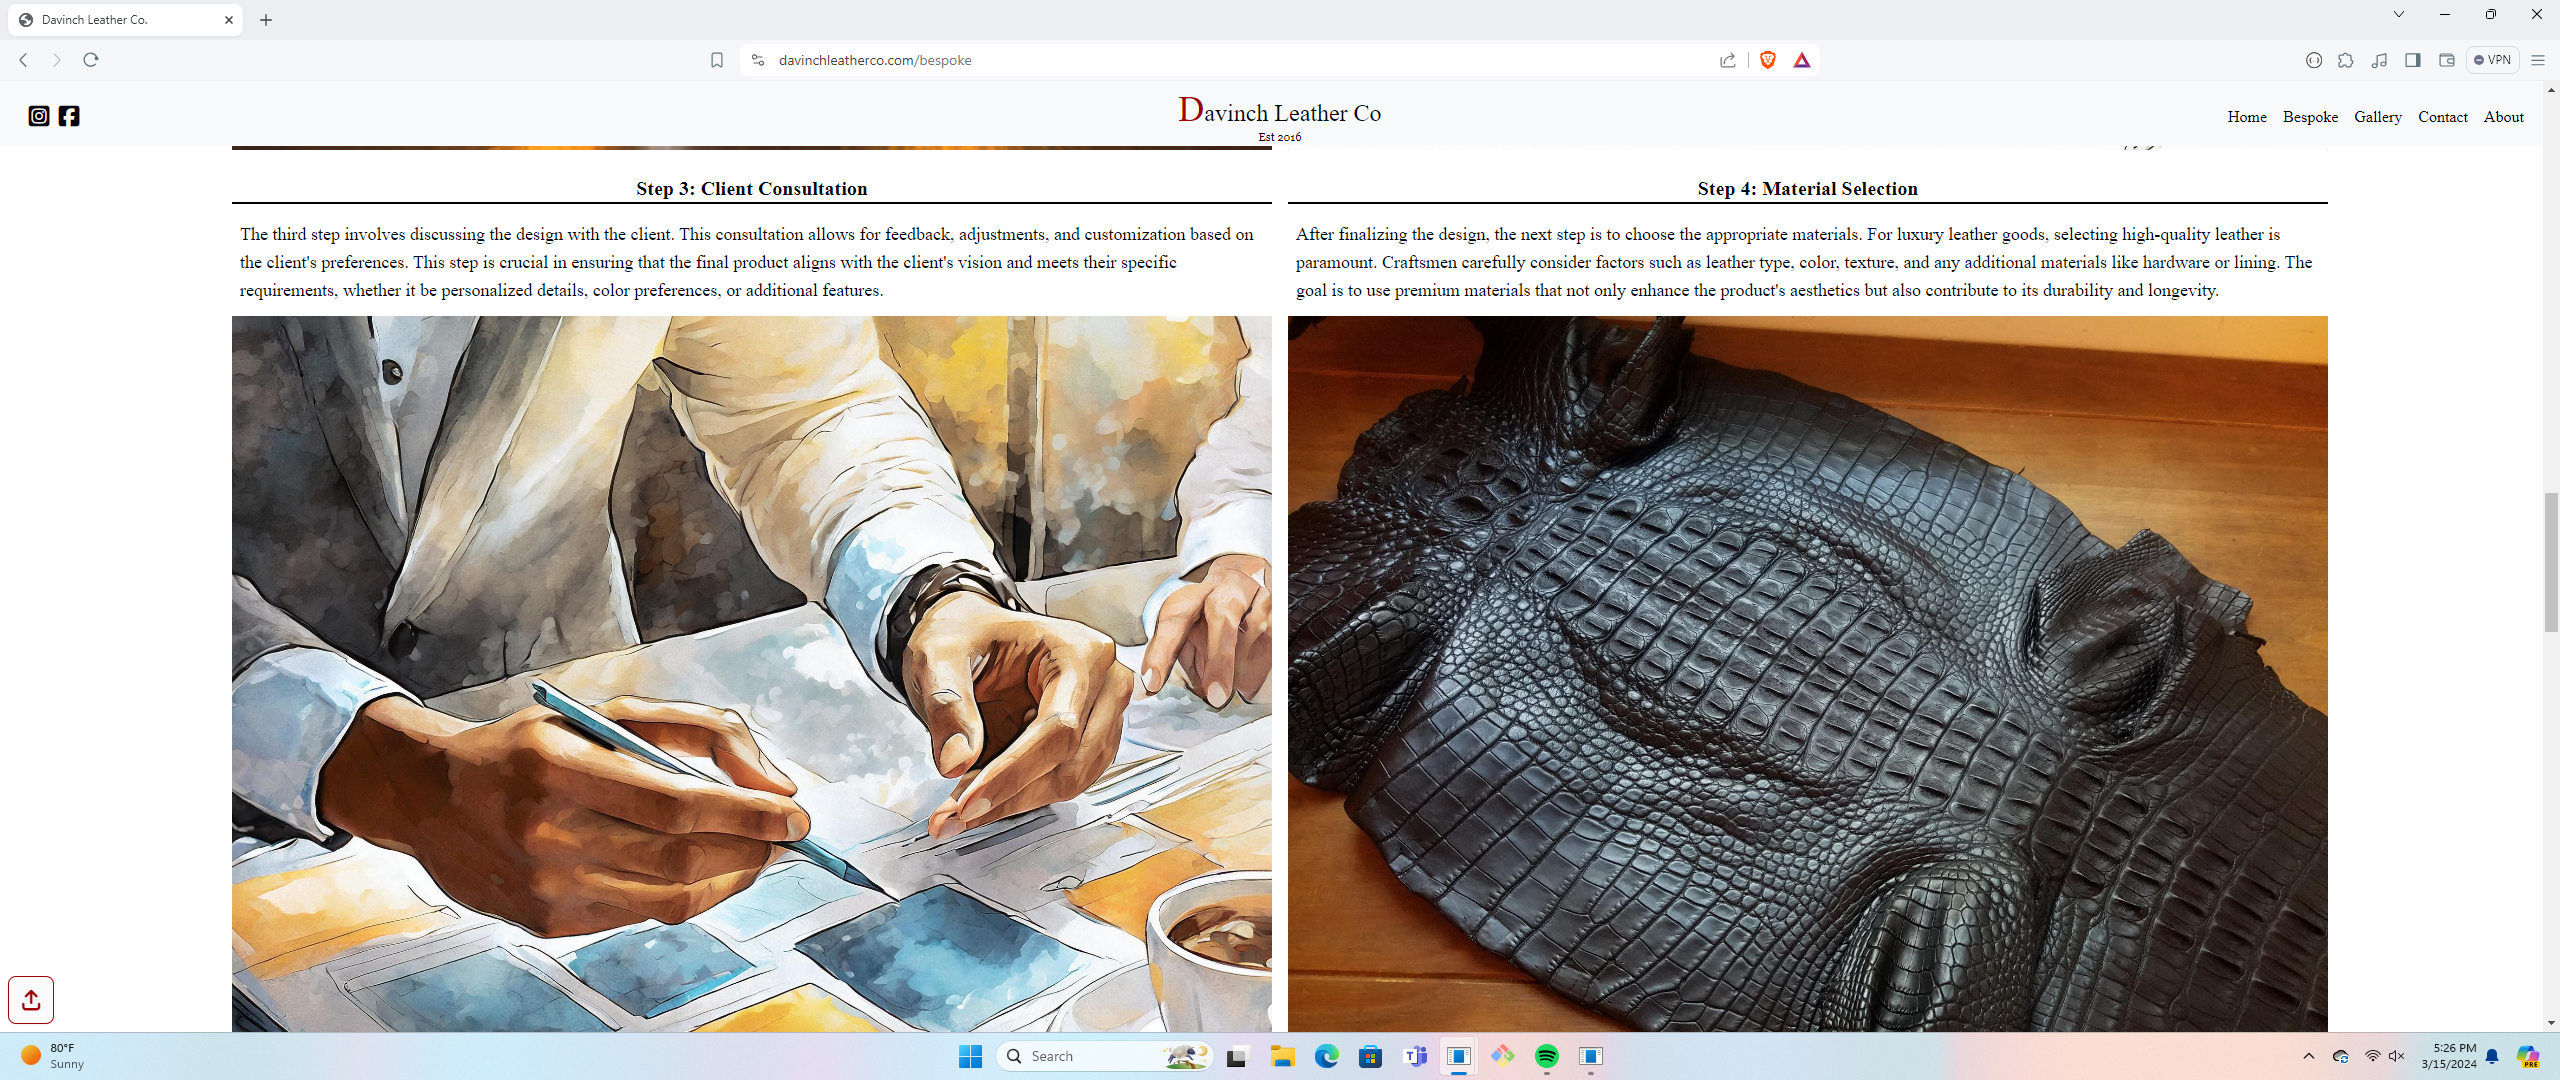 Davinch Leather Co.
davinchleatherco.com/bespoke
VPN
Davinch Leather Co
Est 2016
Home Bespoke Gallery Contact About
Step 3: Client Consultation
The third step involves discussing the design with the client. This consultation allows for feedback, adjustments, and customization based on
the client's preferences. This step is crucial in ensuring that the final product aligns with the client's vision and meets their specific
requirements, whether it be personalized details, color preferences, or additional features.
Step 4: Material Selection
After finalizing the design, the next step is to choose the appropriate materials. For luxury leather goods, selecting high-quality leather is
paramount. Craftsmen carefully consider factors such as leather type, color, texture, and any additional materials like hardware or lining. The
goal is to use premium materials that not only enhance the product's aesthetics but also contribute to its durability and longevity.
80°F
Sunny
Search
5:26 PM
3/15/2024
PRE